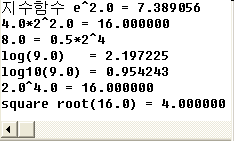 지수함수 e^2.0 = 7.389056
4.0*2^2.0 = 16.000000
8.0 = 0.5*2^4
log(9.0)   = 2.197225
log10(9.0) = 0.954243
2.0^4.0 = 16.000000
square root(16.0) = 4.000000